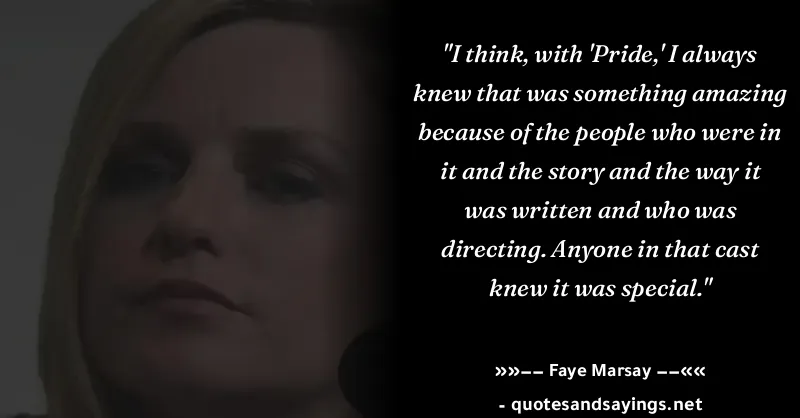 "I think, with 'Pride,' I always
knew that was something amazing
because of the people who were in
it and the story and the way it
was written and who was
directing. Anyone in that cast
knew it was special."
»»−− Faye Marsay −−««
- quotesandsayings.net